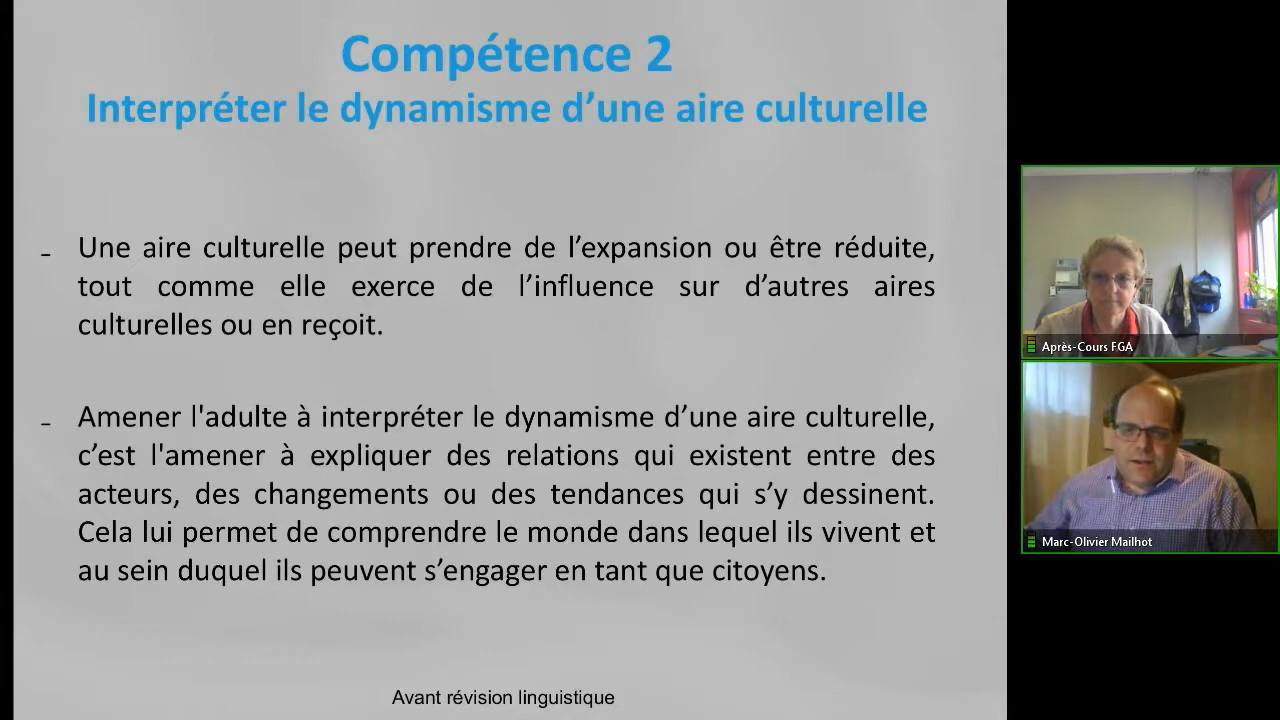 Compétence 2
Interpréter le dynamisme d’une aire culturelle
- Une aire culturelle peut prendre de l’expansion ou être réduite,
tout comme elle exerce de l’influence sur d’autres aires
culturelles ou en reçoit.
- Amener l'adulte à interpréter le dynamisme d’une aire culturelle,
c’est l'amener à expliquer des relations qui existent entre des
acteurs, des changements ou des tendances qui s’y dessinent.
Cela lui permet de comprendre le monde dans lequel ils vivent et
au sein duquel ils peuvent s’engager en tant que citoyens.
Avant révision linguistique
Après-Cours FGA
Marc-Olivier Mailhot